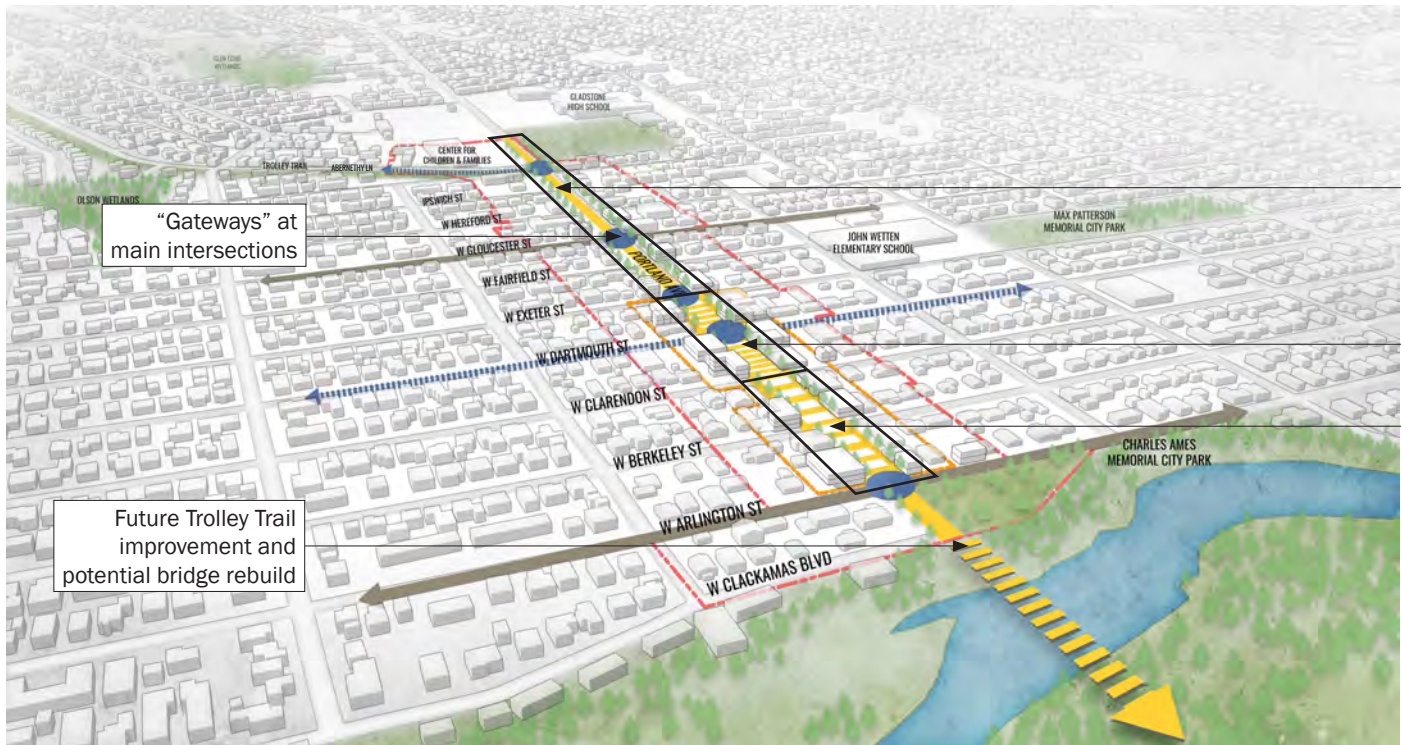 GLEN ECHO
WETLANDS
GLADSTONE
HIGH SCHOOL
CENTER FOR
CHILDREN & FAMILIES
TROLLEY TRAIL
ABERNETHY LN
OLSON WETLANDS
IPSWICH ST
"Gateways" at
main intersections
W HEREFORD ST
W GLOUCESTER ST
MAX PATTERSON
MEMORIAL CITY PARK
JOHN WETTEN
ELEMENTARY SCHOOL
PORTLAND
W FAIRFIELD ST
W EXETER ST
W DARTMOUTH ST
W CLARENDON ST
W BERKELEY ST
CHARLES AMES
MEMORIAL CITY PARK
W ARLINGTON ST
Future Trolley Trail
improvement and
potential bridge rebuild
W CLACKAMAS BLVD